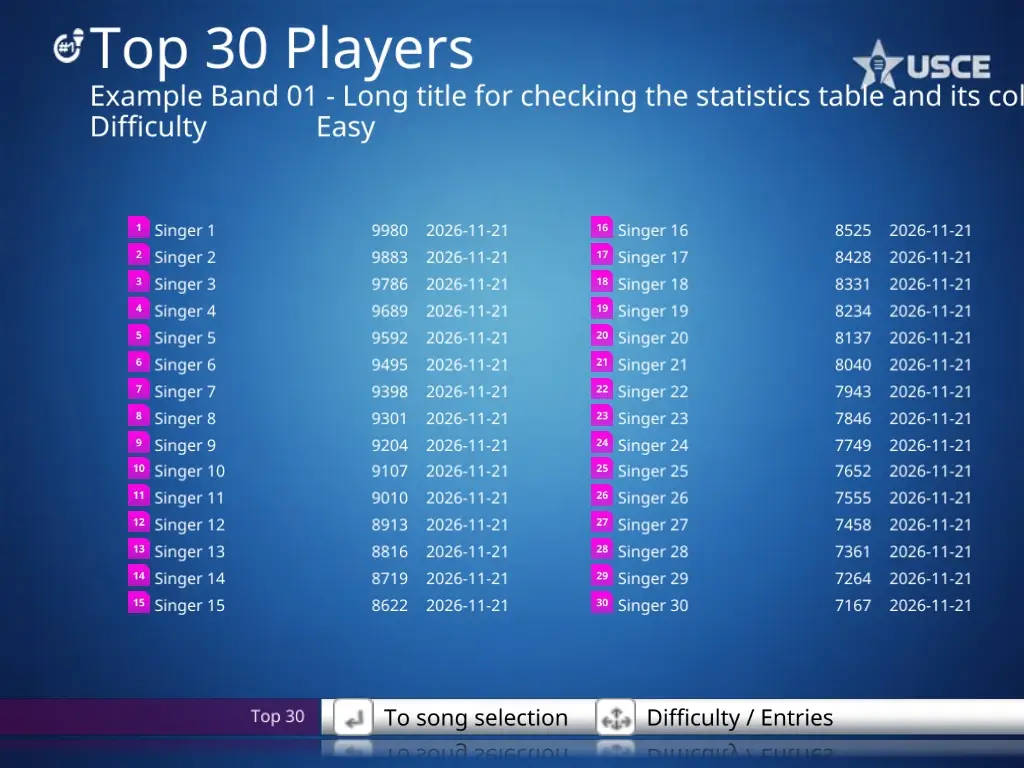 #1 Top 30 Players
USCE
Example Band 01 - Long title for checking the statistics table and its col
Difficulty Easy
1 Singer 1 9980 2026-11-21
2 Singer 2 9883 2026-11-21
3 Singer 3 9786 2026-11-21
4 Singer 4 9689 2026-11-21
5 Singer 5 9592 2026-11-21
6 Singer 6 9495 2026-11-21
7 Singer 7 9398 2026-11-21
8 Singer 8 9301 2026-11-21
9 Singer 9 9204 2026-11-21
10 Singer 10 9107 2026-11-21
11 Singer 11 9010 2026-11-21
12 Singer 12 8913 2026-11-21
13 Singer 13 8816 2026-11-21
14 Singer 14 8719 2026-11-21
15 Singer 15 8622 2026-11-21
16 Singer 16 8525 2026-11-21
17 Singer 17 8428 2026-11-21
18 Singer 18 8331 2026-11-21
19 Singer 19 8234 2026-11-21
20 Singer 20 8137 2026-11-21
21 Singer 21 8040 2026-11-21
22 Singer 22 7943 2026-11-21
23 Singer 23 7846 2026-11-21
24 Singer 24 7749 2026-11-21
25 Singer 25 7652 2026-11-21
26 Singer 26 7555 2026-11-21
27 Singer 27 7458 2026-11-21
28 Singer 28 7361 2026-11-21
29 Singer 29 7264 2026-11-21
30 Singer 30 7167 2026-11-21
Top 30 To song selection Difficulty / Entries